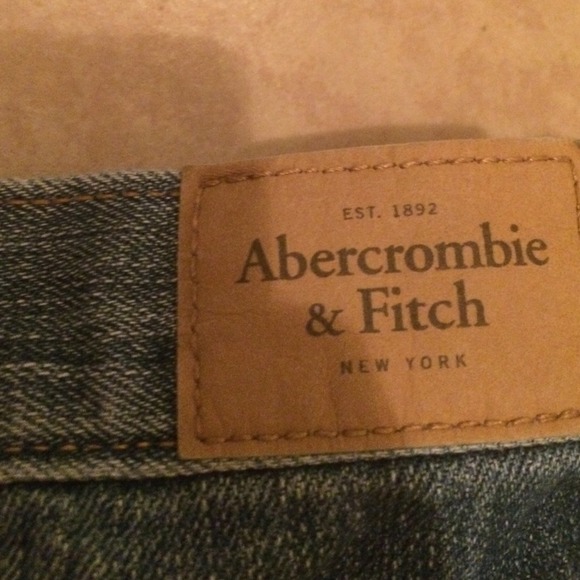 EST. 1892
Abercrombie
& Fitch
NEW YORK